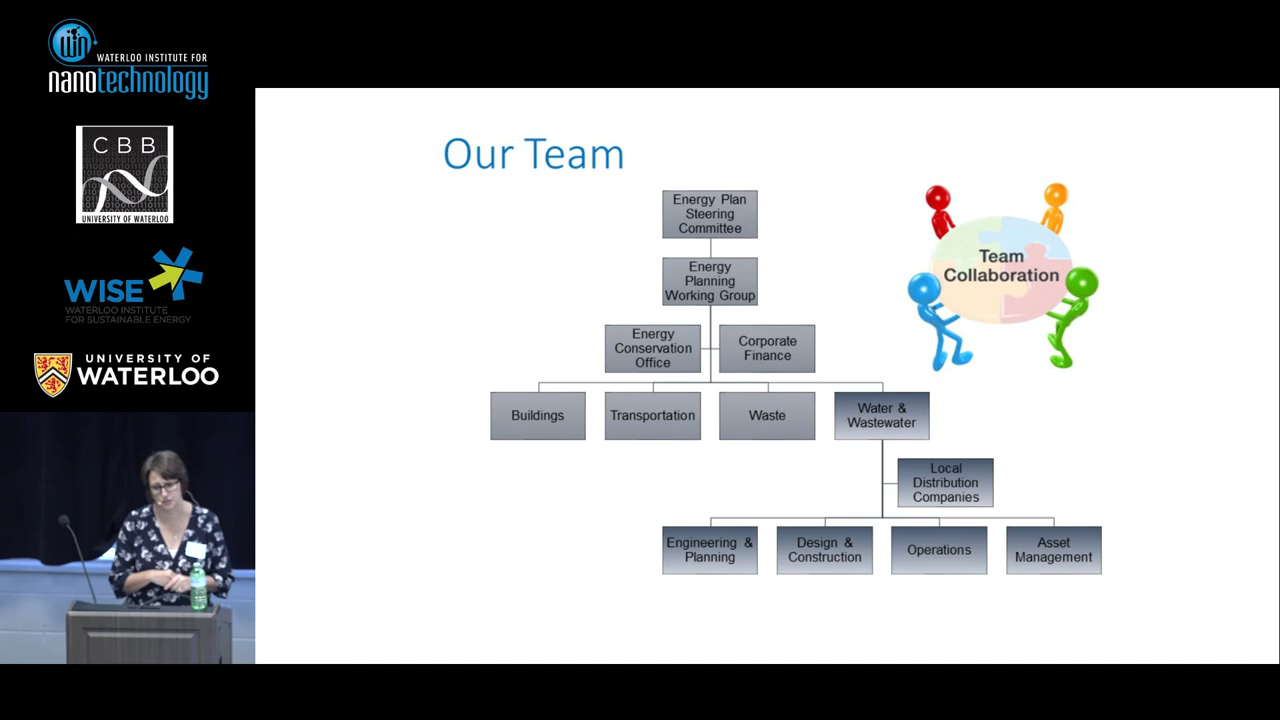 WATERLOO INSTITUTE FOR
nanotechnology
CBB
UNIVERSITY OF WATERLOO
WISE
WATERLOO INSTITUTE
FOR SUSTAINABLE ENERGY
UNIVERSITY OF
WATERLOO
Our Team
Energy Plan
Steering
Committee
Energy
Planning
Working Group
Energy
Conservation
Office
Corporate
Finance
Buildings
Transportation
Waste
Water &
Wastewater
Local
Distribution
Companies
Engineering &
Planning
Design &
Construction
Operations
Asset
Management
Team
Collaboration